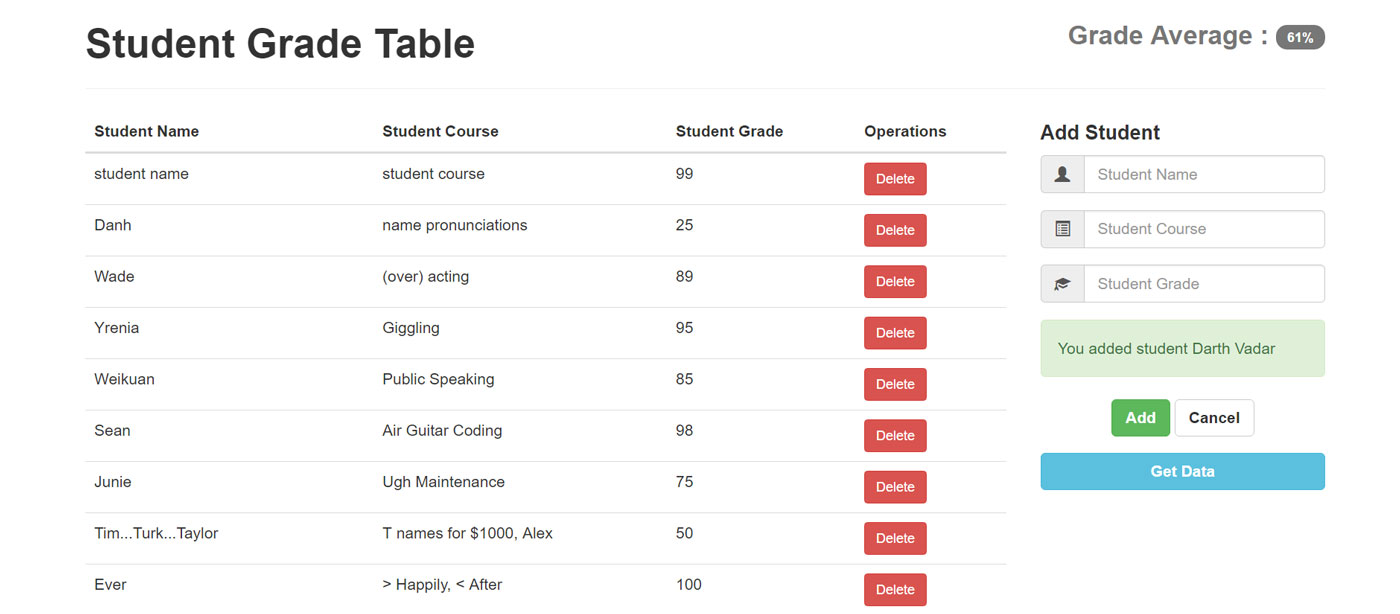 Student Grade Table
Grade Average : 61%
Student Name Student Course Student Grade Operations
student name student course 99 Delete
Danh name pronunciations 25 Delete
Wade (over) acting 89 Delete
Yrenia Giggling 95 Delete
Weikuan Public Speaking 85 Delete
Sean Air Guitar Coding 98 Delete
Junie Ugh Maintenance 75 Delete
Tim...Turk...Taylor T names for $1000, Alex 50 Delete
Ever > Happily, < After 100 Delete
Add Student
Student Name
Student Course
Student Grade
You added student Darth Vadar
Add Cancel
Get Data